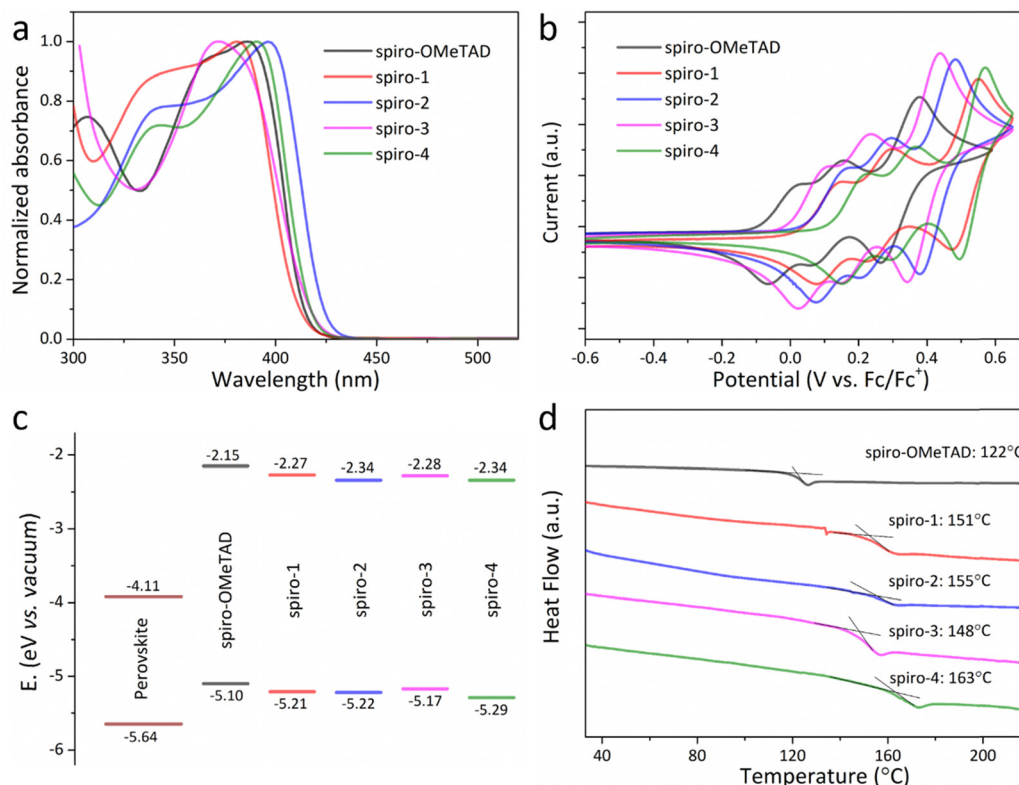 a
spiro-OMeTAD
spiro-1
spiro-2
spiro-3
spiro-4
Normalized absorbance
1.0
0.8
0.6
0.4
0.2
0.0
300 350 400 450 500
Wavelength (nm)
b
spiro-OMeTAD
spiro-1
spiro-2
spiro-3
spiro-4
Current (a.u.)
-0.6 -0.4 -0.2 0.0 0.2 0.4 0.6
Potential (V vs. Fc/Fc⁺)
c
E. (eV vs. vacuum)
-2
-3
-4
-5
-6
-4.11
Perovskite
-5.64
-2.15
spiro-OMeTAD
-5.10
-2.27
spiro-1
-5.21
-2.34
spiro-2
-5.22
-2.28
spiro-3
-5.17
-2.34
spiro-4
-5.29
d
Heat Flow (a.u.)
spiro-OMeTAD: 122°C
spiro-1: 151°C
spiro-2: 155°C
spiro-3: 148°C
spiro-4: 163°C
40 80 120 160 200
Temperature (°C)